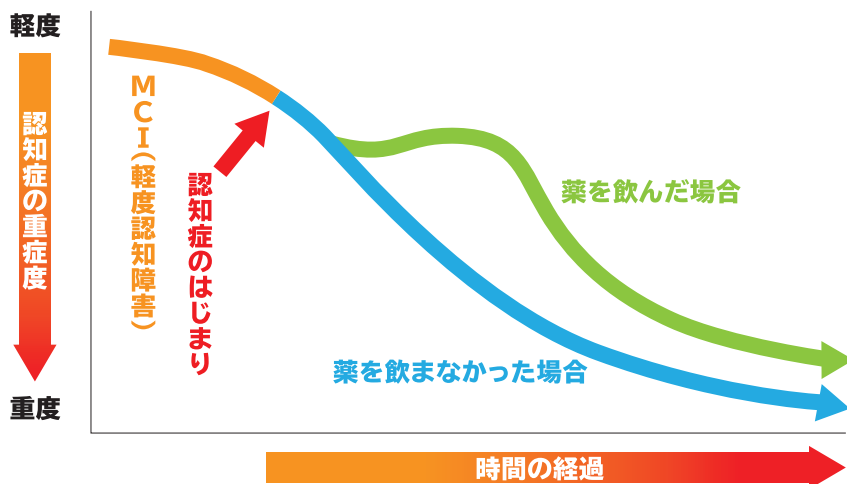 軽度
認知症の重症度
重度
MCI(軽度認知障害)
認知症のはじまり
薬を飲んだ場合
薬を飲まなかった場合
時間の経過